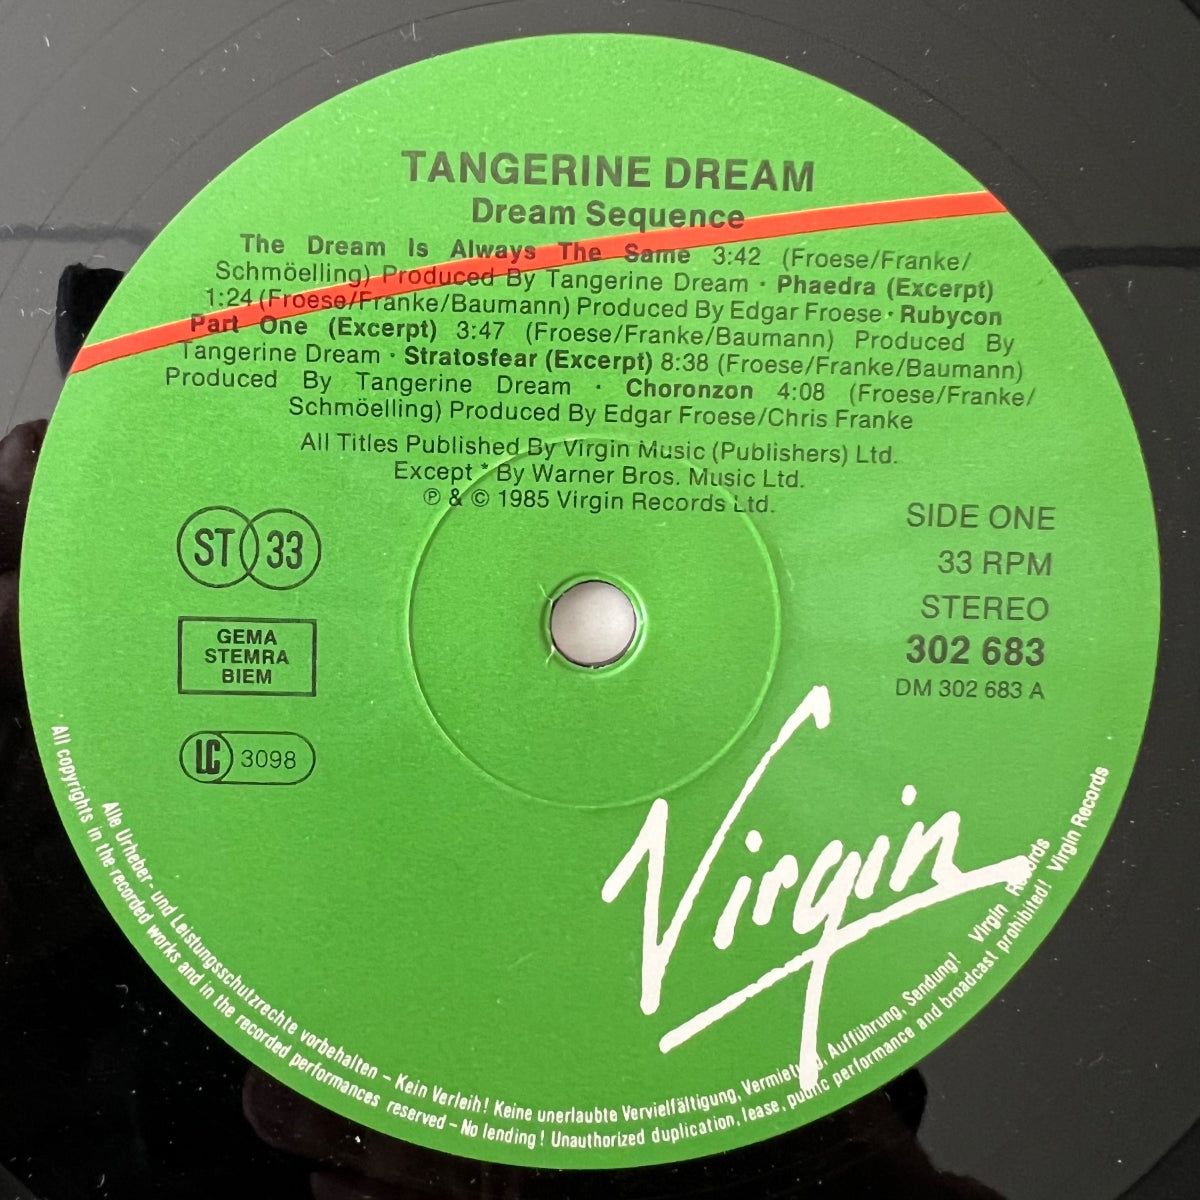 TANGERINE DREAM
Dream Sequence
The Dream Is Always The Same 3:42 (Froese/Franke/
Schmöelling) Produced By Tangerine Dream · Phaedra (Excerpt)
1:24 (Froese/Franke/Baumann) Produced By Edgar Froese · Rubycon
Part One (Excerpt) 3:47 (Froese/Franke/Baumann) Produced By
Tangerine Dream · Stratosfear (Excerpt) 8:38 (Froese/Franke/Baumann)
Produced By Tangerine Dream · Choronzon 4:08 (Froese/Franke/
Schmöelling) Produced By Edgar Froese/Chris Franke
All Titles Published By Virgin Music (Publishers) Ltd.
Except * By Warner Bros. Music Ltd.
℗ & © 1985 Virgin Records Ltd.
ST 33
GEMA
STEMRA
BIEM
LC 3098
SIDE ONE
33 RPM
STEREO
302 683
DM 302 683 A
Virgin
Alle Urheber- und Leistungsschutzrechte vorbehalten – Kein Verleih! Keine unerlaubte Vervielfältigung, Vermietung, Aufführung, Sendung! Virgin Records
All copyrights in the recorded works and in the recorded performances reserved – No lending! Unauthorized duplication, lease, public performance and broadcast prohibited! Virgin Records